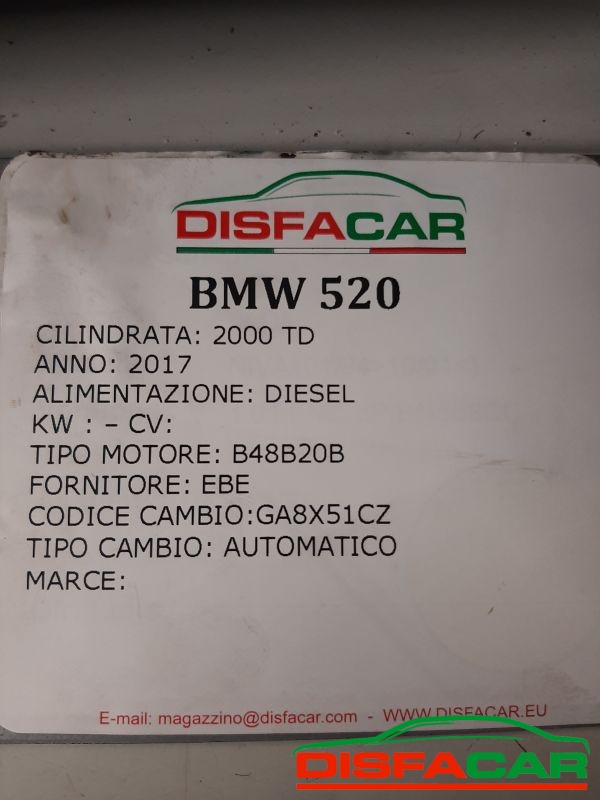 DISFACAR
BMW 520
CILINDRATA: 2000 TD
ANNO: 2017
ALIMENTAZIONE: DIESEL
KW : – CV:
TIPO MOTORE: B48B20B
FORNITORE: EBE
CODICE CAMBIO:GA8X51CZ
TIPO CAMBIO: AUTOMATICO
MARCE:
E-mail: magazzino@disfacar.com - WWW.DISFACAR.EU
DISFACAR